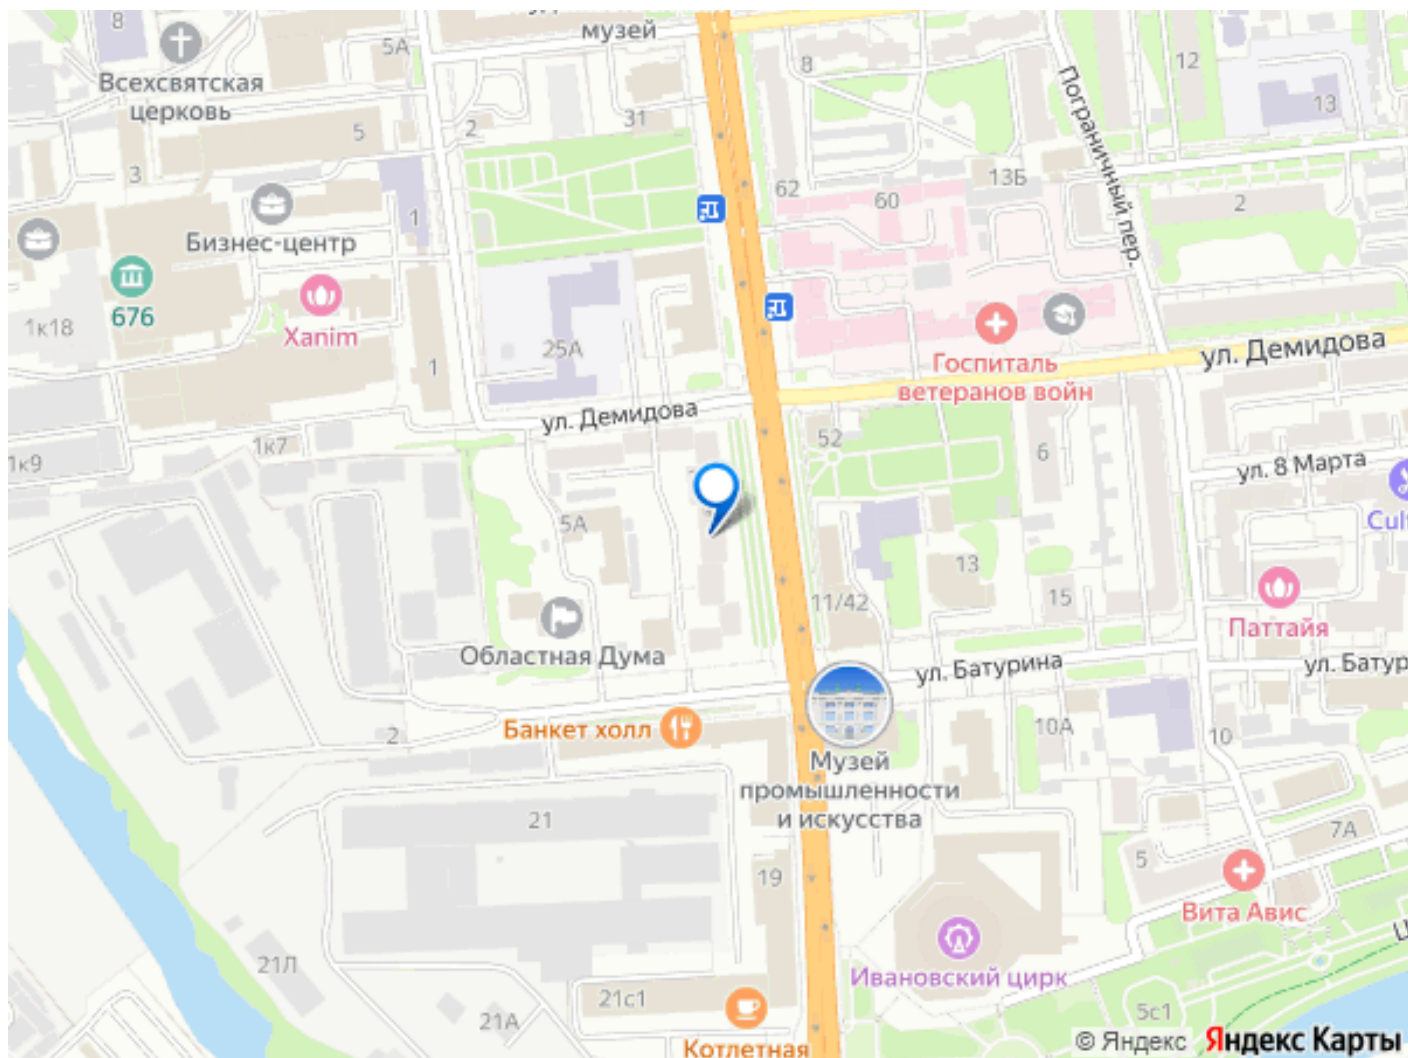 8
музей
5А
Всехсвятская
церковь
8
12
13
Пограничный пер.
5
2
31
3
62
60
13Б
2
1
Бизнес-центр
676
1к18
Xanim
25А
1
Госпиталь
ветеранов войн
ул. Демидова
ул. Демидова
1к7
1к9
52
6
ул. 8 Марта
5А
13
15
11/42
Паттайя
Областная Дума
ул. Батурина
Банкет холл
2
10А
10
Музей
промышленности
и искусства
21
7А
5
19
Вита Авис
21Л
Ивановский цирк
21с1
21А
5с1
Котлетная
© Яндекс Яндекс Карты